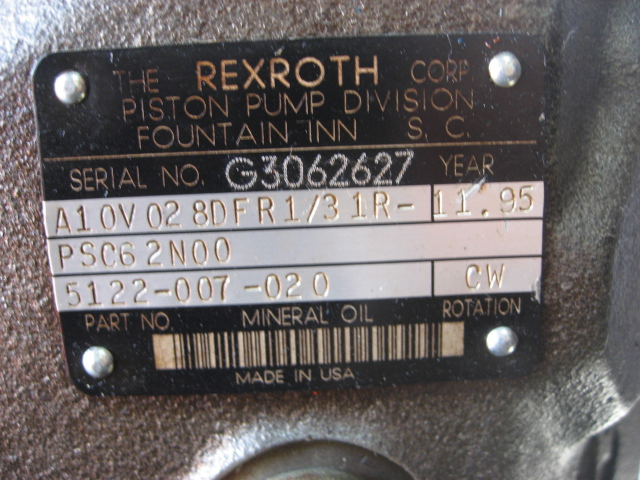 THE REXROTH CORP
PISTON PUMP DIVISION
FOUNTAIN INN S. C.
SERIAL NO. G3062627 YEAR
A10V028DFR1/31R- 11.95
PSC62N00
5122-007-020 CW
PART NO. MINERAL OIL ROTATION
MADE IN USA